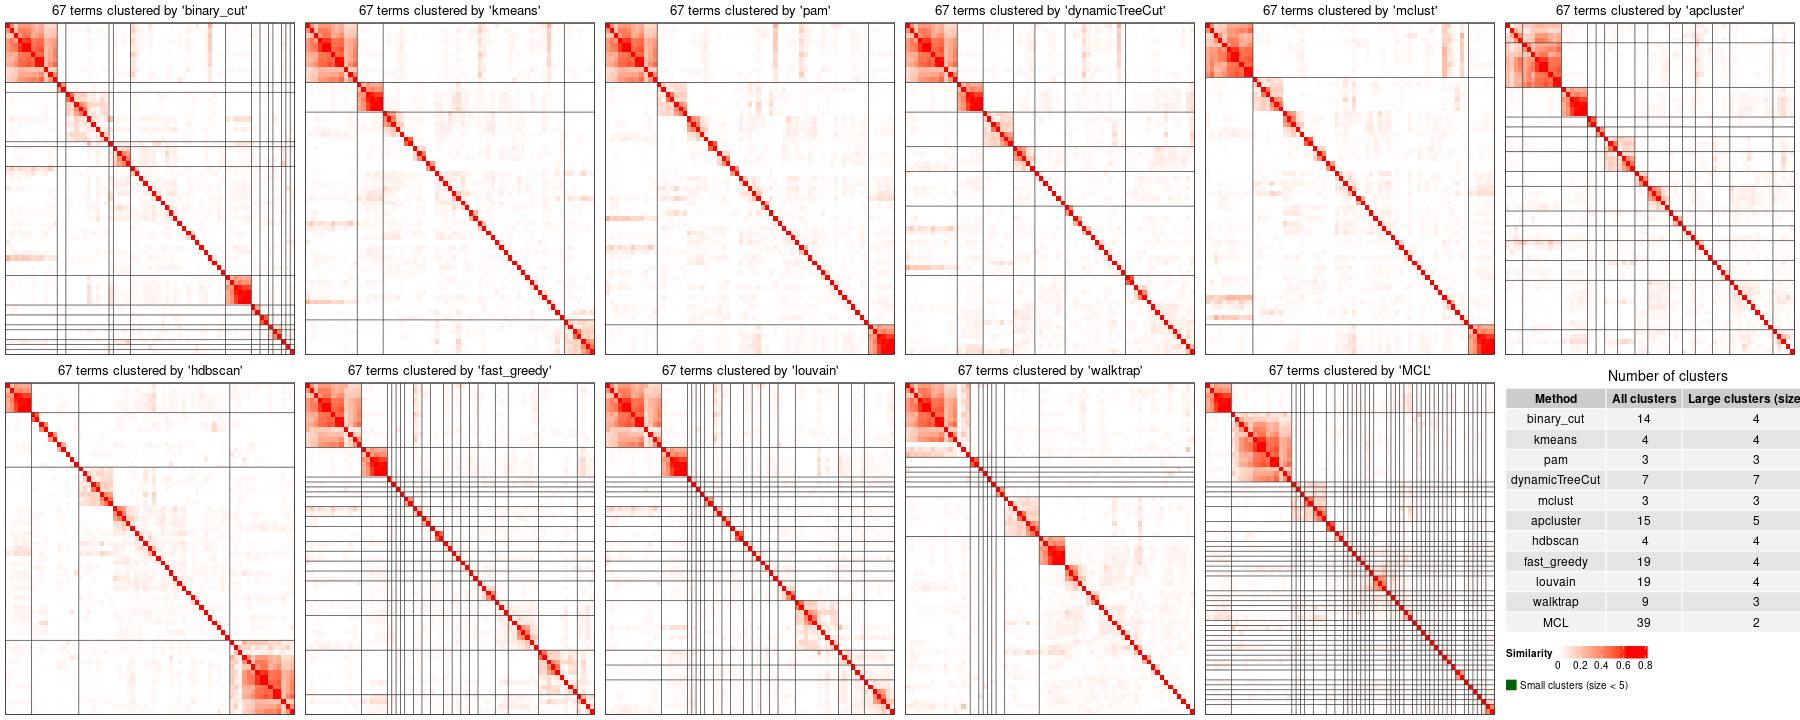 67 terms clustered by 'binary_cut'
67 terms clustered by 'kmeans'
67 terms clustered by 'pam'
67 terms clustered by 'dynamicTreeCut'
67 terms clustered by 'mclust'
67 terms clustered by 'apcluster'
67 terms clustered by 'hdbscan'
67 terms clustered by 'fast_greedy'
67 terms clustered by 'louvain'
67 terms clustered by 'walktrap'
67 terms clustered by 'MCL'
Number of clusters
Method All clusters Large clusters (size
binary_cut 14 4
kmeans 4 4
pam 3 3
dynamicTreeCut 7 7
mclust 3 3
apcluster 15 5
hdbscan 4 4
fast_greedy 19 4
louvain 19 4
walktrap 9 3
MCL 39 2
Similarity
0 0.2 0.4 0.6 0.8
Small clusters (size < 5)